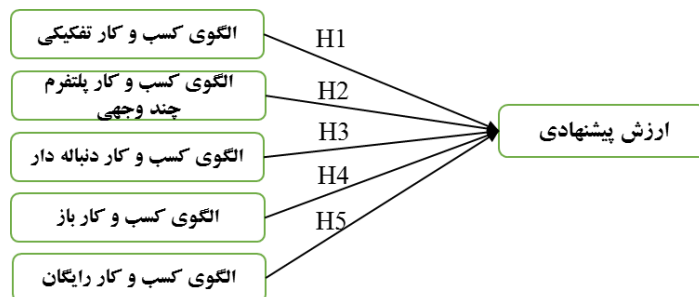 الگوی کسب و کار تفکیکی
H1
الگوی کسب و کار پلتفرم
چند وجهی
H2
الگوی کسب و کار دنباله دار
H3
ارزش پیشنهادی
الگوی کسب و کار باز
H4
الگوی کسب و کار رایگان
H5